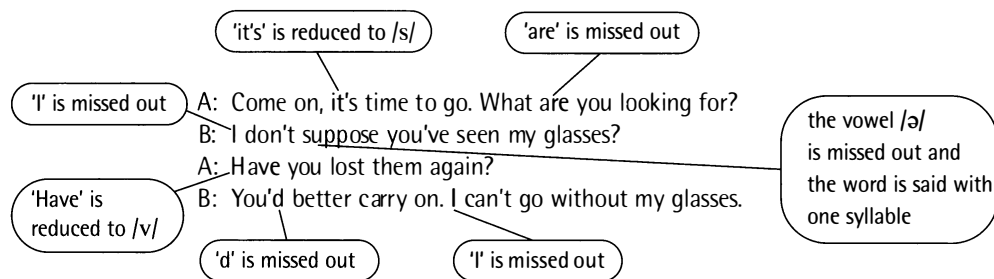 'it's' is reduced to /s/
'are' is missed out
'I' is missed out
A: Come on, it's time to go. What are you looking for?
B: I don't suppose you've seen my glasses?
A: Have you lost them again?
B: You'd better carry on. I can't go without my glasses.
the vowel /ə/
is missed out and
the word is said with
one syllable
'Have' is
reduced to /v/
'd' is missed out
'I' is missed out